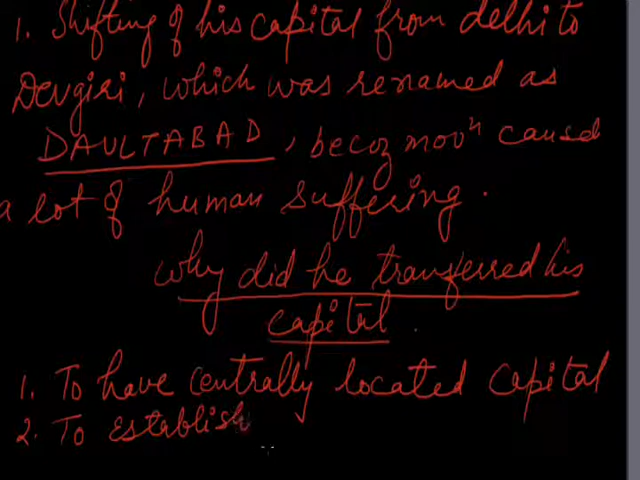 1. Shifting of his capital from delhi to
Devgiri, which was renamed as
DAULTABAD, becoz movⁿ caused
a lot of human suffering.
Why did he transferred his
capital.
1. To have centrally located capital
2. To establish